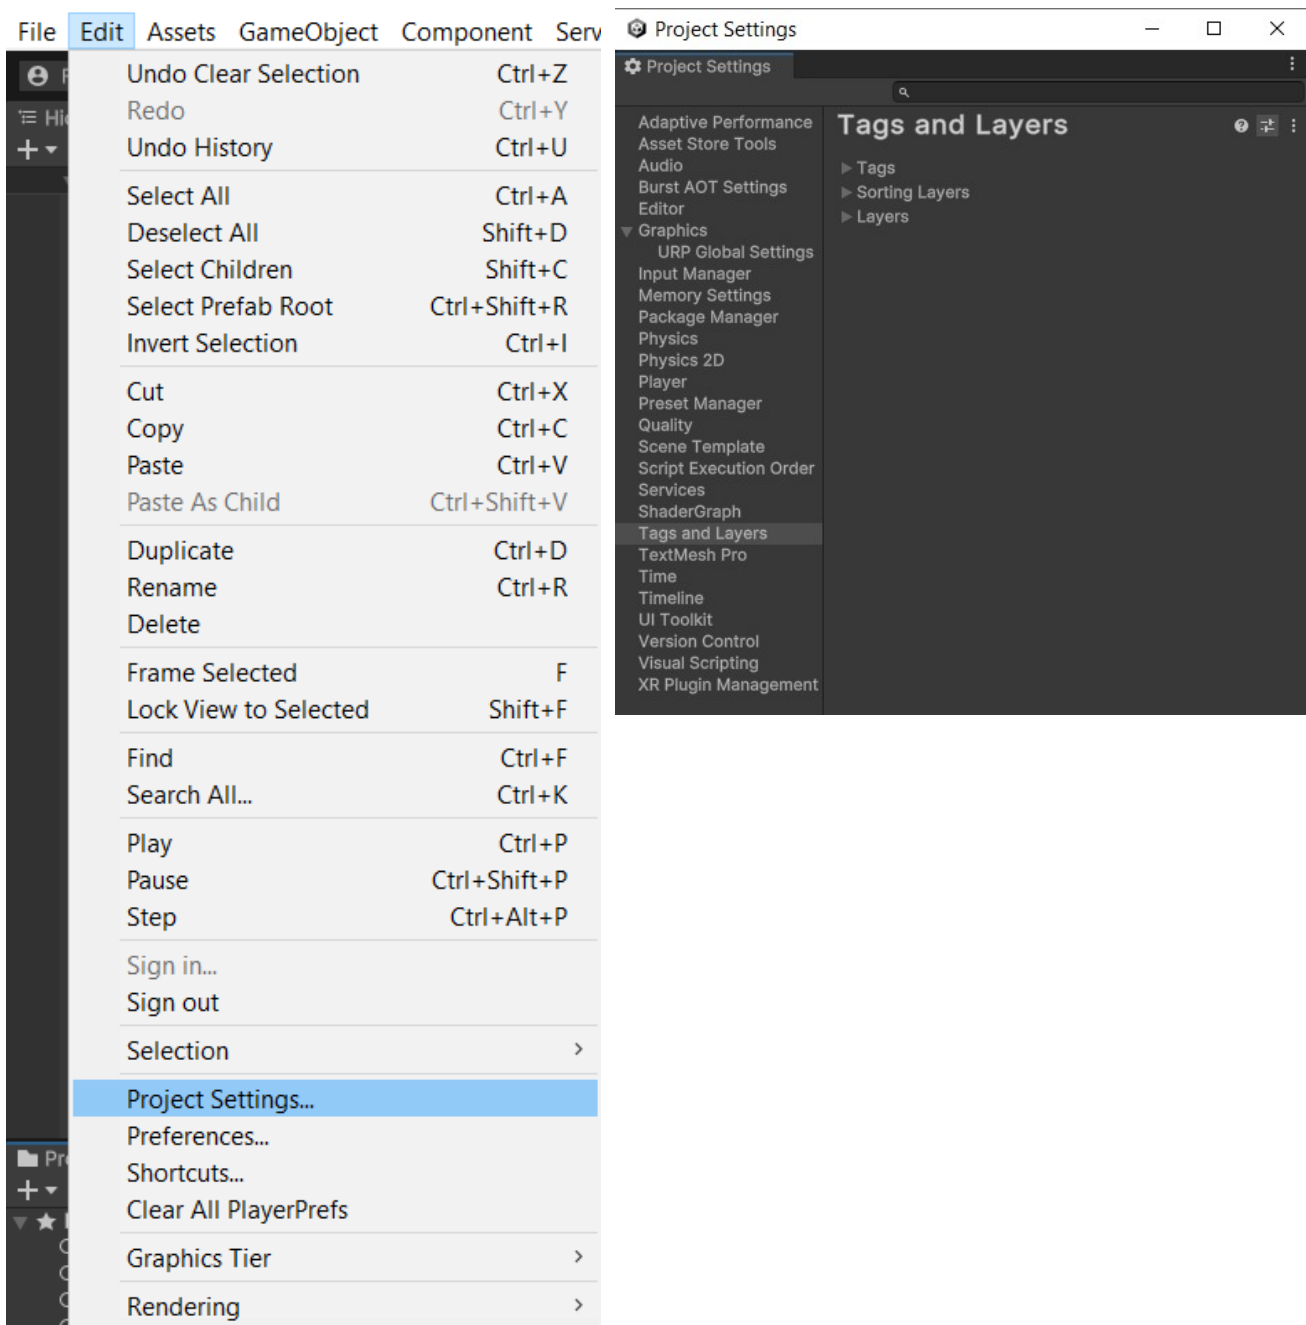 File Edit Assets GameObject Component Serv
Undo Clear Selection Ctrl+Z
Redo Ctrl+Y
Undo History Ctrl+U
Select All Ctrl+A
Deselect All Shift+D
Select Children Shift+C
Select Prefab Root Ctrl+Shift+R
Invert Selection Ctrl+I
Cut Ctrl+X
Copy Ctrl+C
Paste Ctrl+V
Paste As Child Ctrl+Shift+V
Duplicate Ctrl+D
Rename Ctrl+R
Delete
Frame Selected F
Lock View to Selected Shift+F
Find Ctrl+F
Search All... Ctrl+K
Play Ctrl+P
Pause Ctrl+Shift+P
Step Ctrl+Alt+P
Sign in...
Sign out
Selection
Project Settings...
Preferences...
Shortcuts...
Clear All PlayerPrefs
Graphics Tier
Rendering
Project Settings
Project Settings
Adaptive Performance
Asset Store Tools
Audio
Burst AOT Settings
Editor
Graphics
URP Global Settings
Input Manager
Memory Settings
Package Manager
Physics
Physics 2D
Player
Preset Manager
Quality
Scene Template
Script Execution Order
Services
ShaderGraph
Tags and Layers
TextMesh Pro
Time
Timeline
UI Toolkit
Version Control
Visual Scripting
XR Plugin Management
Tags and Layers
Tags
Sorting Layers
Layers